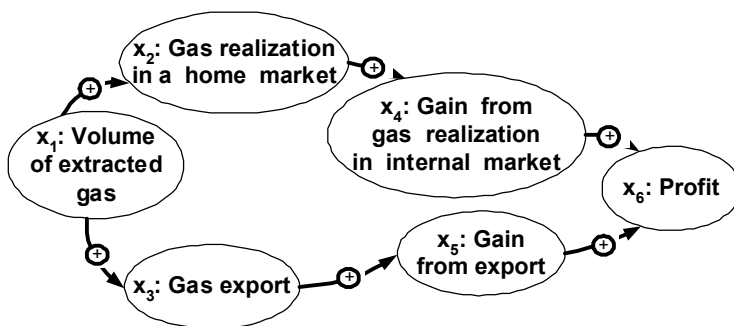 x2: Gas realization
in a home market
+
+
x4: Gain from
gas realization
in internal market
+
x1: Volume
of extracted
gas
x6: Profit
+
x3: Gas export
+
x5: Gain
from export
+